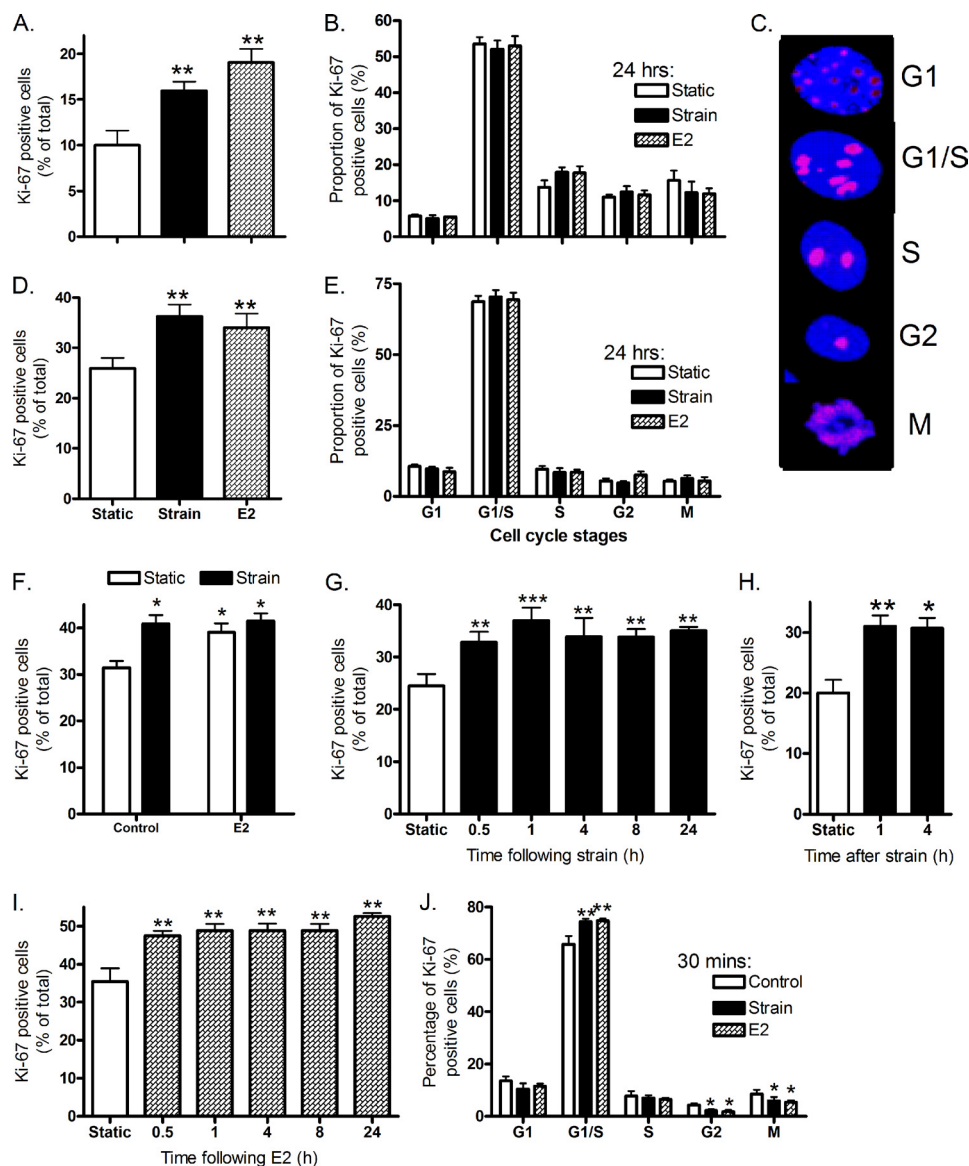 A.
Ki-67 positive cells
(% of total)
20
15
10
5
0
**
**
B.
Proportion of Ki-67
positive cells (%)
60
50
40
30
20
10
0
24 hrs:
Static
Strain
E2
C.
G1
G1/S
S
G2
M
D.
Ki-67 positive cells
(% of total)
40
30
20
10
0
**
**
Static
Strain
E2
E.
Proportion of Ki-67
positive cells (%)
75
50
25
0
24 hrs:
Static
Strain
E2
G1
G1/S
S
G2
M
Cell cycle stages
F.
Static
Strain
Ki-67 positive cells
(% of total)
40
30
20
10
0
*
*
*
Control
E2
G.
Ki-67 positive cells
(% of total)
40
30
20
10
0
**
***
**
**
**
Static
0.5
1
4
8
24
Time following strain (h)
H.
Ki-67 positive cells
(% of total)
30
20
10
0
**
*
Static
1
4
Time after strain (h)
I.
Ki-67 positive cells
(% of total)
50
40
30
20
10
0
**
**
**
**
**
Static
0.5
1
4
8
24
Time following E2 (h)
J.
Percentage of Ki-67
positive cells (%)
80
60
40
20
0
**
**
*
*
*
*
30 mins:
Control
Strain
E2
G1
G1/S
S
G2
M